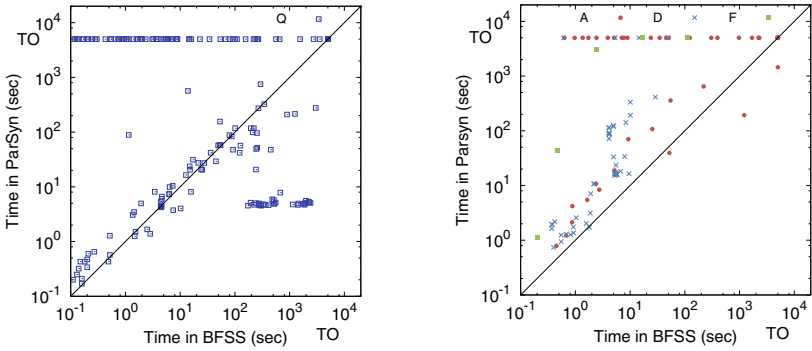 Q
10^4
TO
10^3
10^2
10^1
10^0
10^-1
Time in ParSyn (sec)
10^-1 10^0 10^1 10^2 10^3 10^4
Time in BFSS (sec) TO
A D F
10^4
TO
10^3
10^2
10^1
10^0
10^-1
Time in Parsyn (sec)
10^-1 10^0 10^1 10^2 10^3 10^4
Time in BFSS (sec) TO